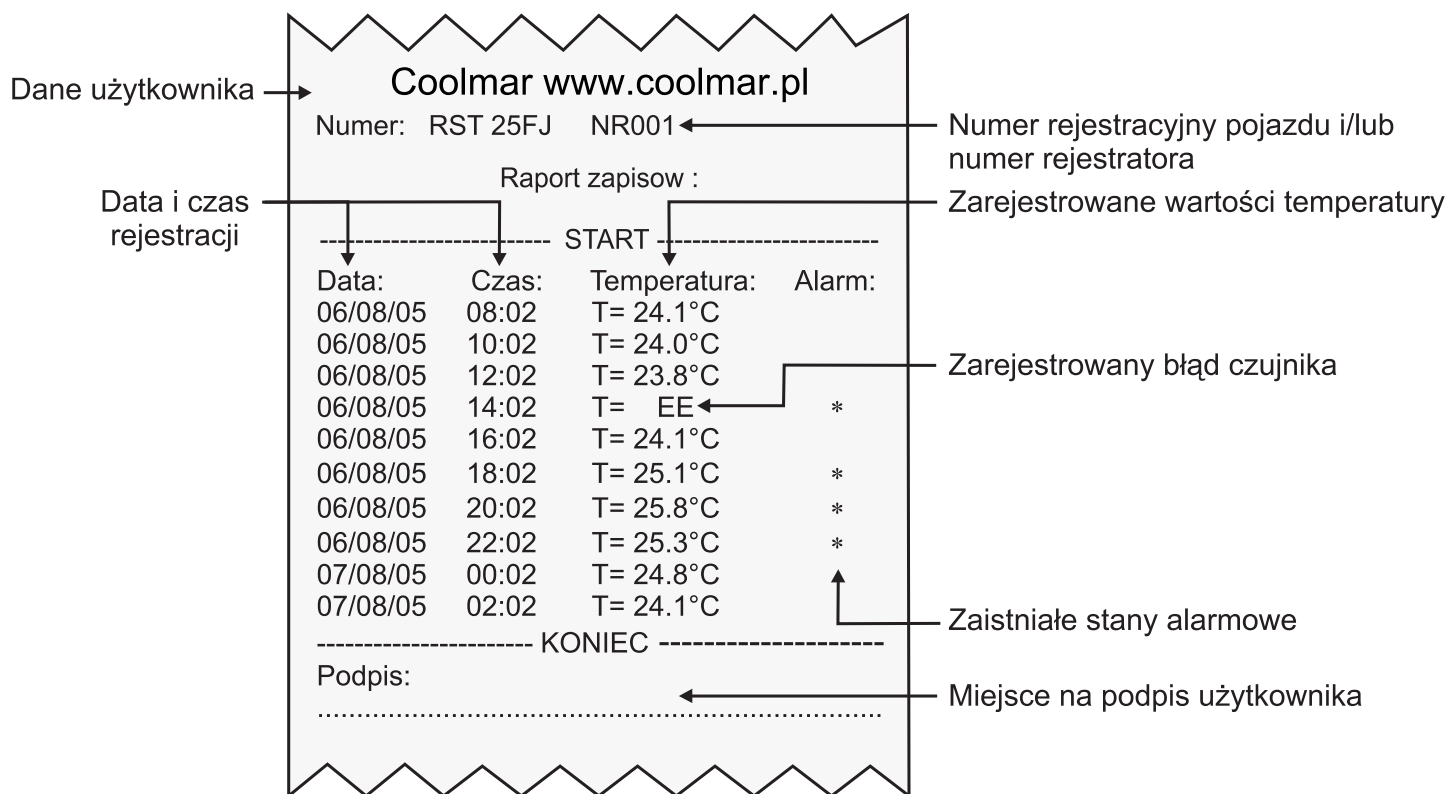 Coolmar www.coolmar.pl
Dane użytkownika
Numer: RST 25FJ NR001
Numer rejestracyjny pojazdu i/lub
numer rejestratora
Raport zapisow :
Data i czas
rejestracji
Zarejestrowane wartości temperatury
START
Data: Czas: Temperatura: Alarm:
06/08/05 08:02 T= 24.1°C
06/08/05 10:02 T= 24.0°C
06/08/05 12:02 T= 23.8°C
Zarejestrowany błąd czujnika
06/08/05 14:02 T= EE *
06/08/05 16:02 T= 24.1°C
06/08/05 18:02 T= 25.1°C *
06/08/05 20:02 T= 25.8°C *
06/08/05 22:02 T= 25.3°C *
07/08/05 00:02 T= 24.8°C
07/08/05 02:02 T= 24.1°C
Zaistniałe stany alarmowe
KONIEC
Podpis:
Miejsce na podpis użytkownika